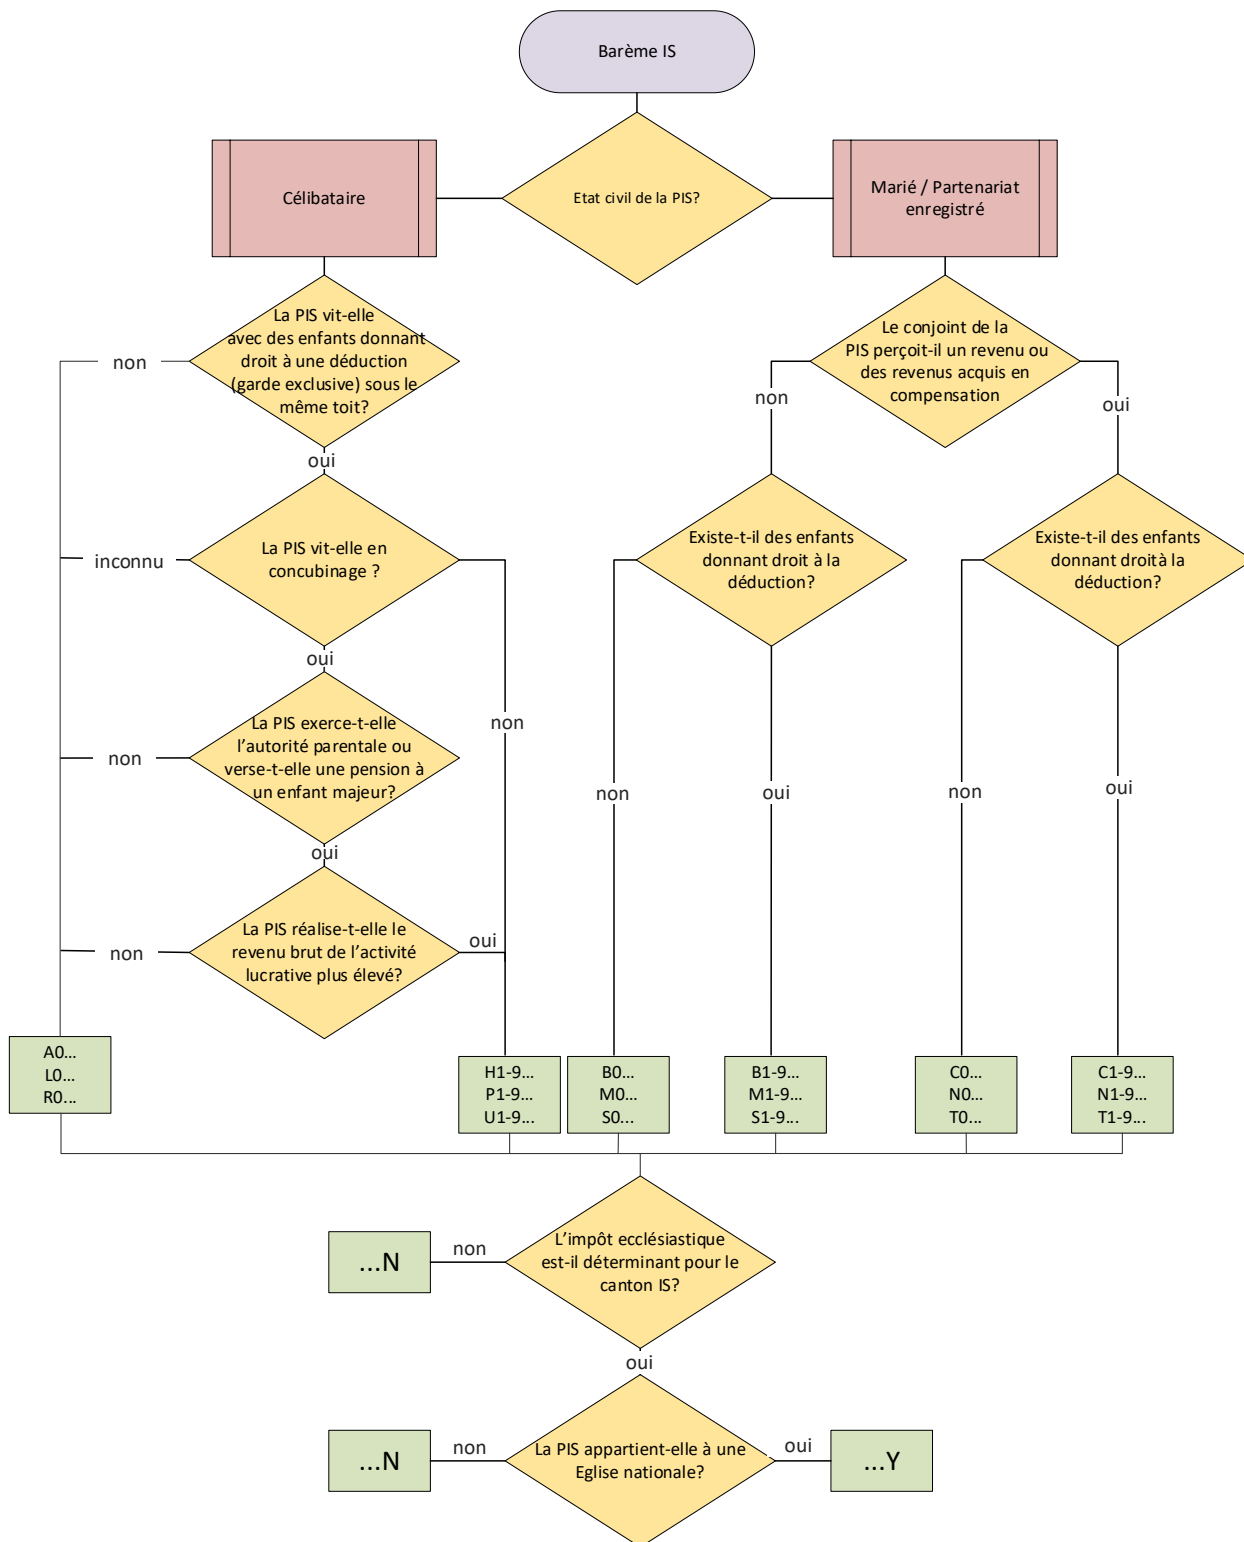 Barème IS
Etat civil de la PIS?
Célibataire
Marié / Partenariat
enregistré
La PIS vit-elle
avec des enfants donnant
droit à une déduction
(garde exclusive) sous le
même toit?
Le conjoint de la
PIS perçoit-il un revenu ou
des revenus acquis en
compensation
non
oui
non
oui
La PIS vit-elle en
concubinage ?
Existe-t-il des enfants
donnant droit à la
déduction?
Existe-t-il des enfants
donnant droità la
déduction?
inconnu
oui
non
La PIS exerce-t-elle
l'autorité parentale ou
verse-t-elle une pension à
un enfant majeur?
non
oui
non
oui
non
oui
La PIS réalise-t-elle le
revenu brut de l'activité
lucrative plus élevé?
non
oui
A0...
L0...
R0...
H1-9...
P1-9...
U1-9...
B0...
M0...
S0...
B1-9...
M1-9...
S1-9...
C0...
N0...
T0...
C1-9...
N1-9...
T1-9...
L'impôt ecclésiastique
est-il déterminant pour le
canton IS?
non
...N
oui
La PIS appartient-elle à une
Eglise nationale?
non
...N
oui
...Y